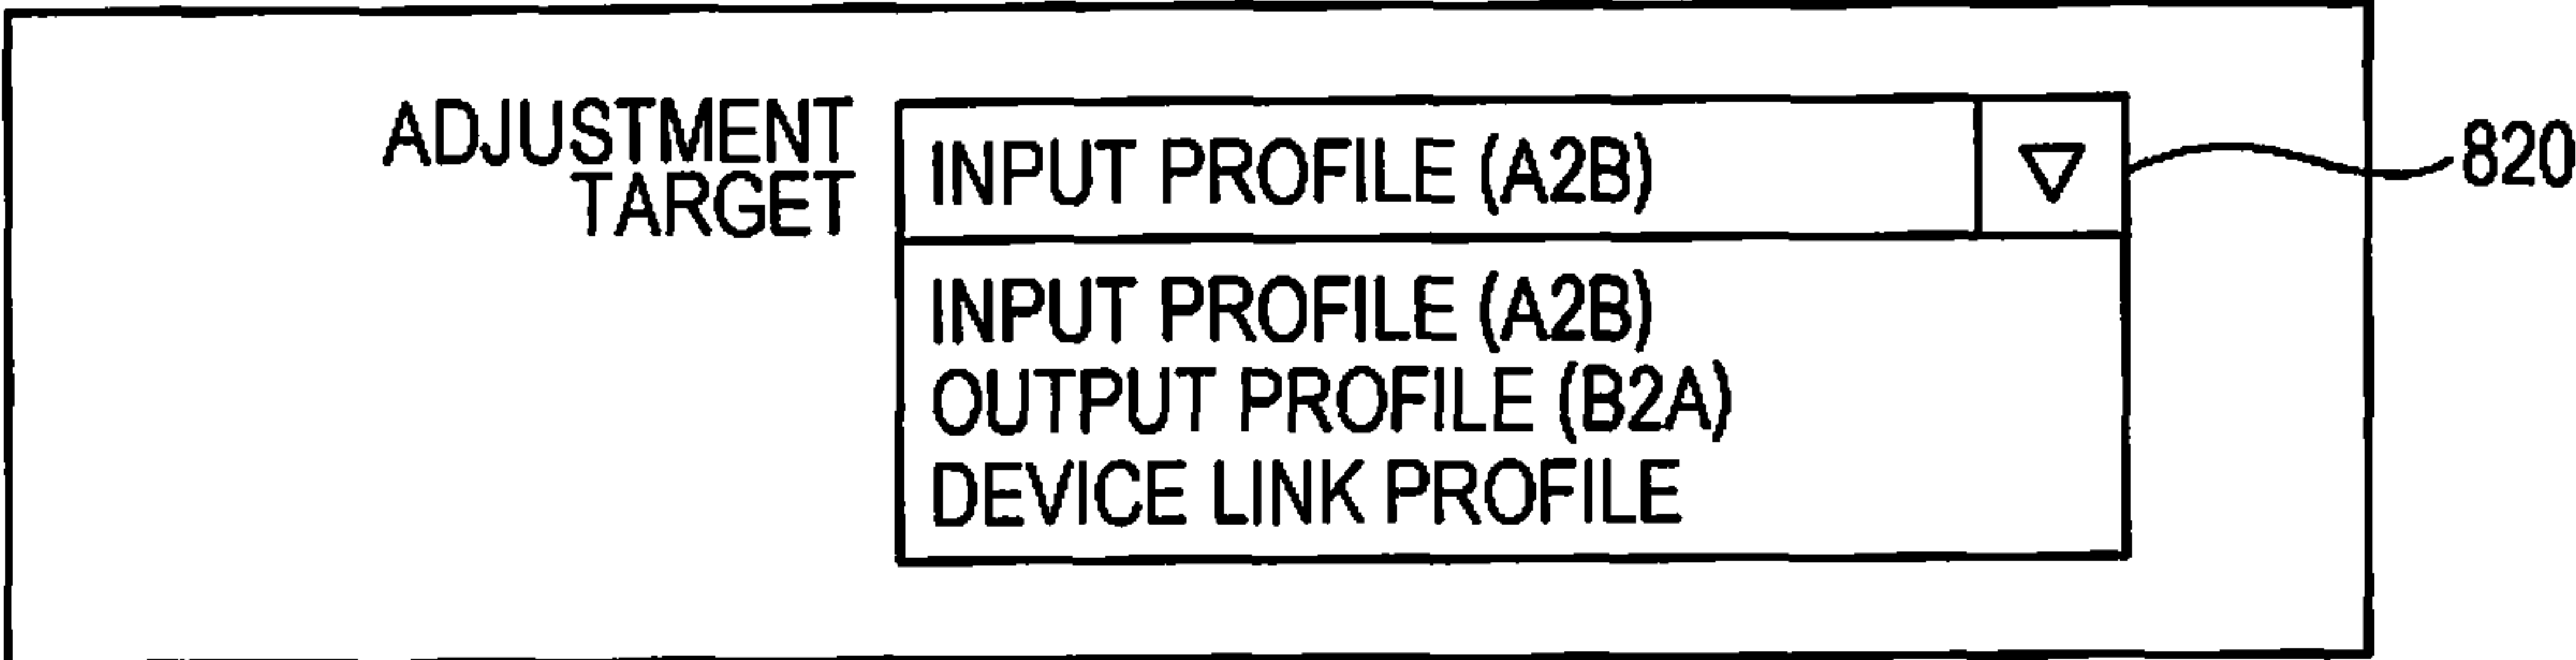 ADJUSTMENT
TARGET
INPUT PROFILE (A2B)
820
INPUT PROFILE (A2B)
OUTPUT PROFILE (B2A)
DEVICE LINK PROFILE